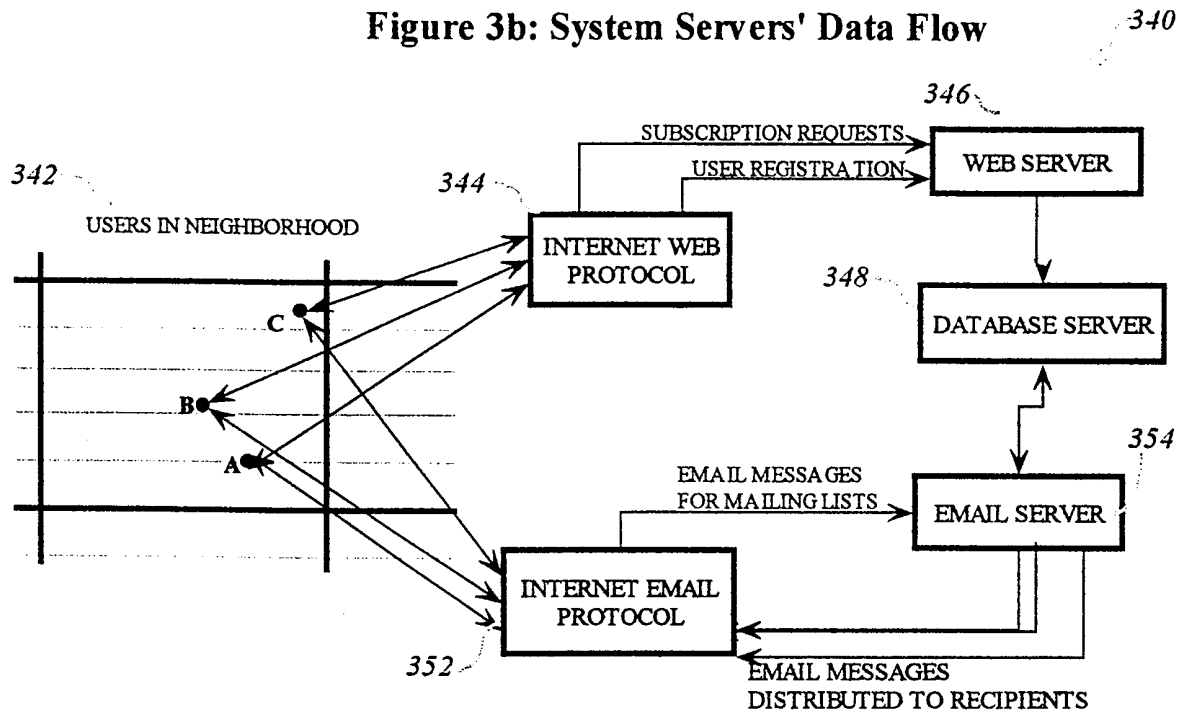 Figure 3b: System Servers' Data Flow
340
346
SUBSCRIPTION REQUESTS
WEB SERVER
USER REGISTRATION
342
344
USERS IN NEIGHBORHOOD
INTERNET WEB
PROTOCOL
348
DATABASE SERVER
C
B
A
354
EMAIL MESSAGES
FOR MAILING LISTS
EMAIL SERVER
INTERNET EMAIL
PROTOCOL
352
EMAIL MESSAGES
DISTRIBUTED TO RECIPIENTS